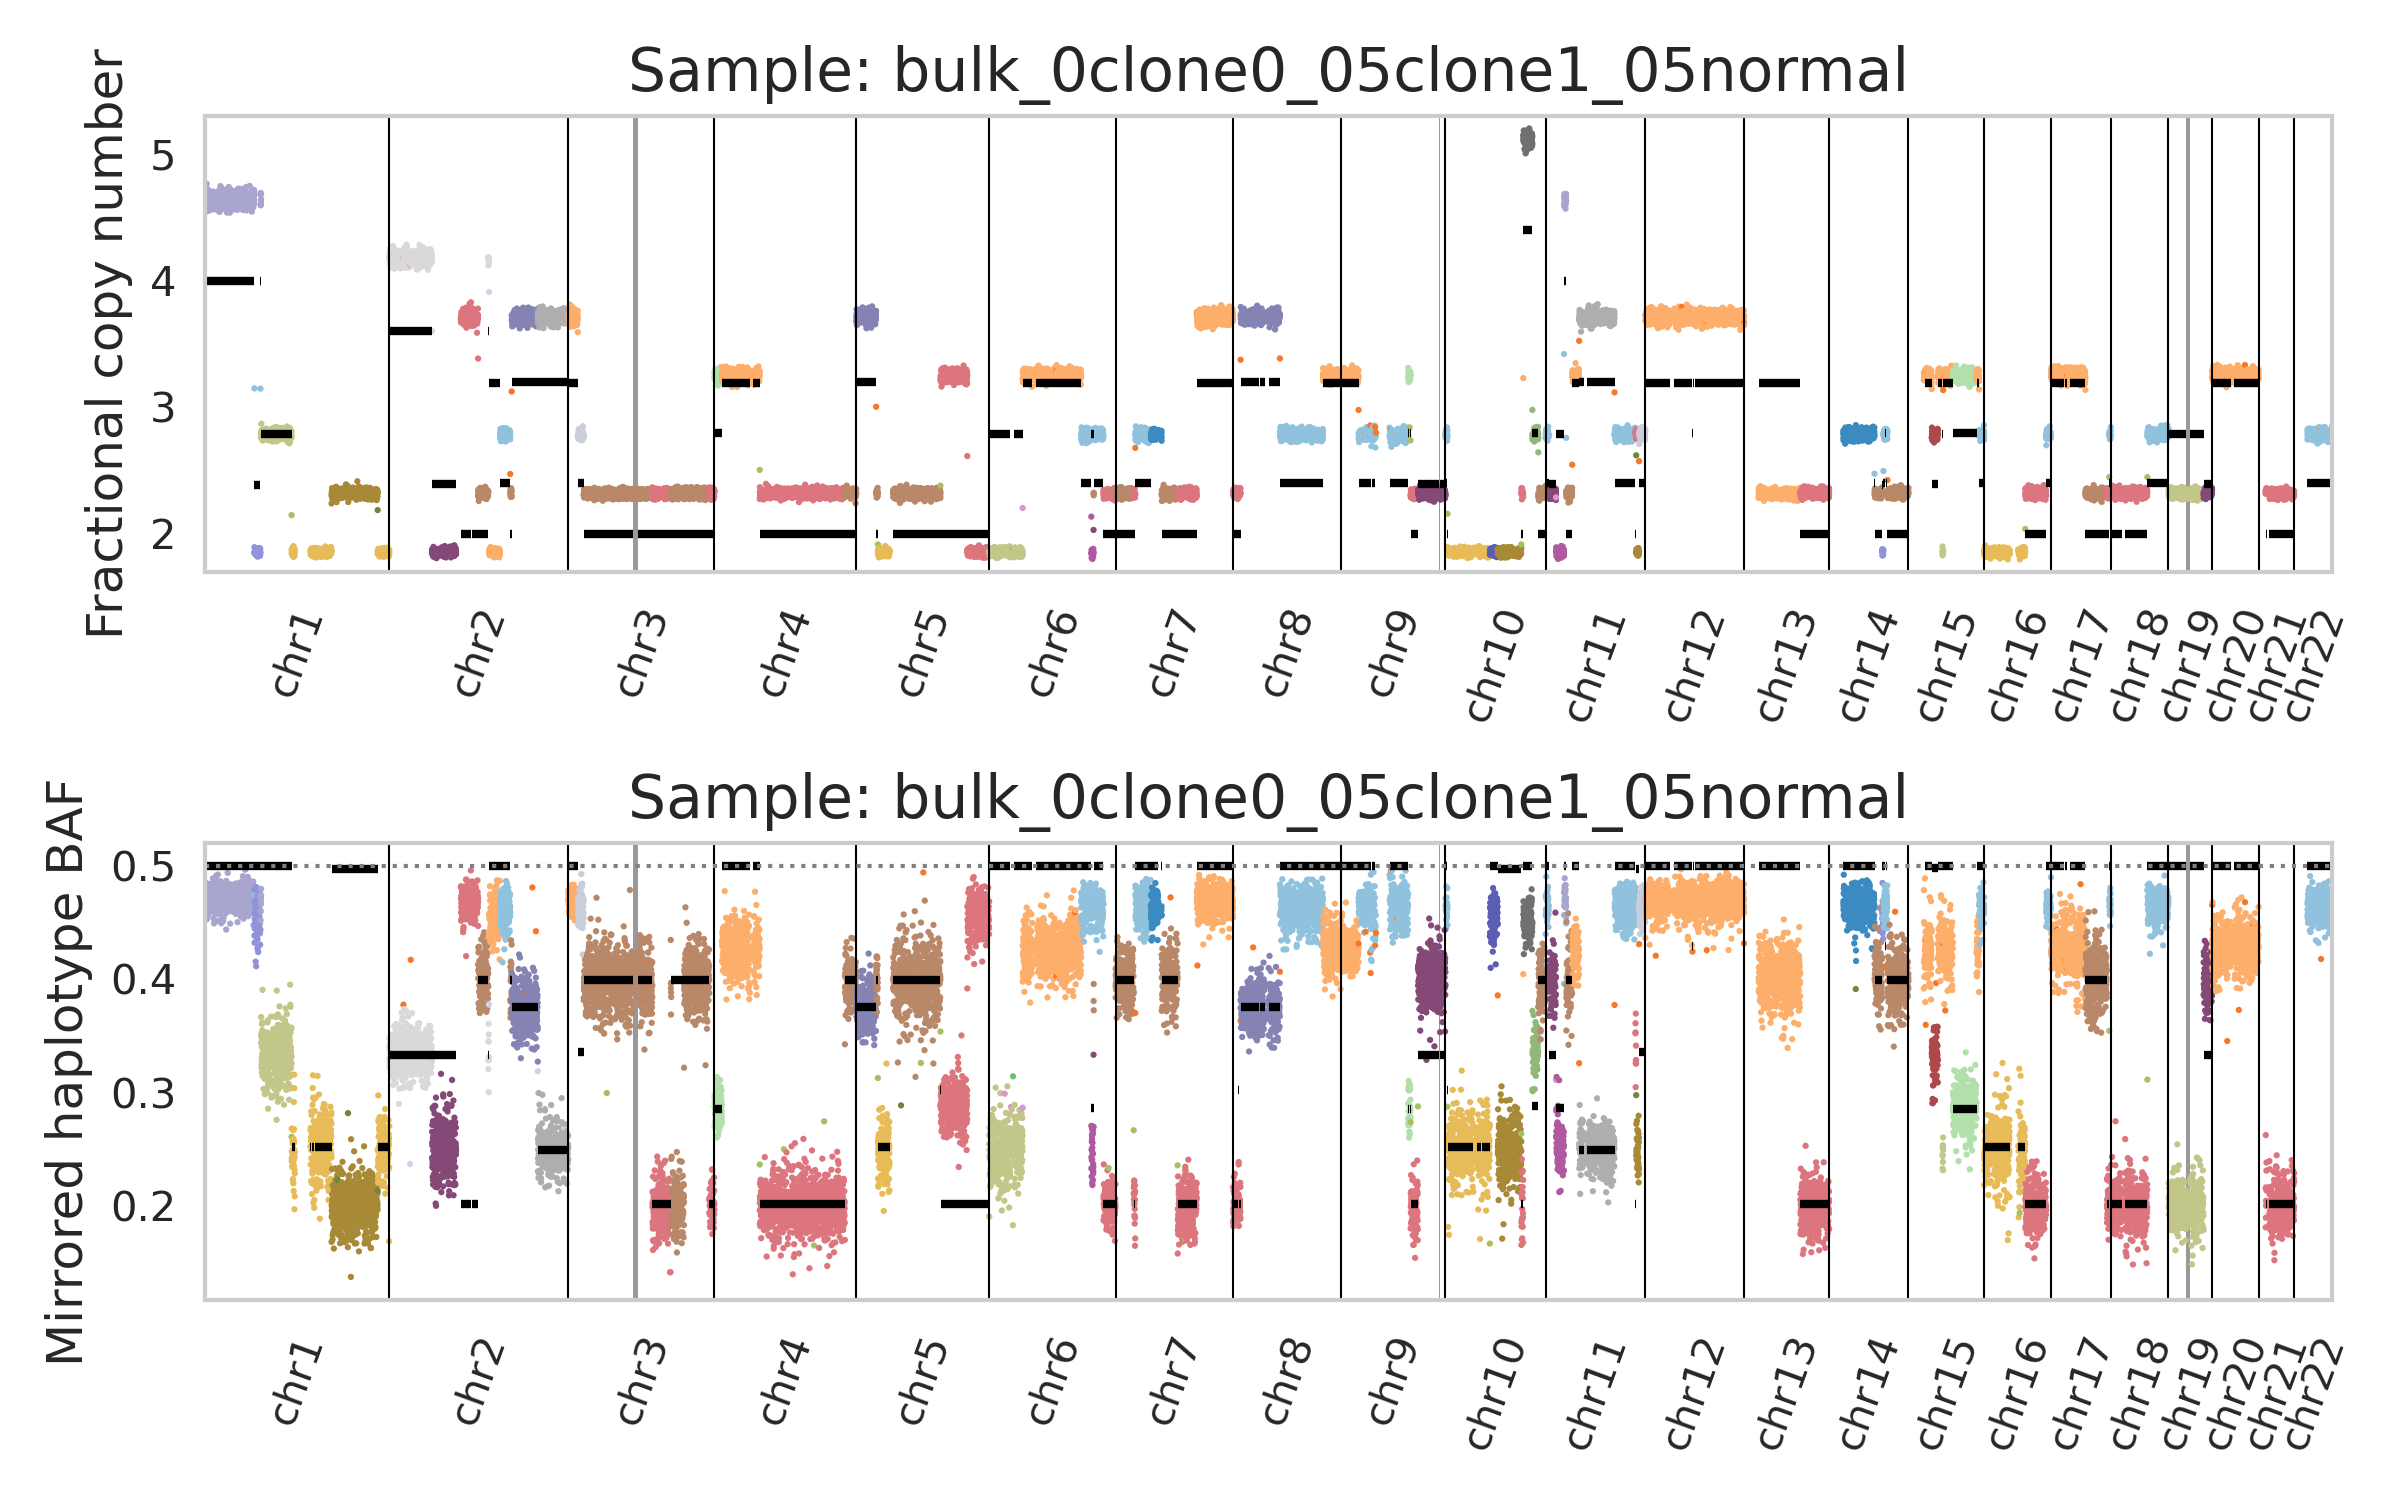 Sample: bulk_0clone0_05clone1_05normal
Fractional copy number
5
4
3
2
chr1 chr2 chr3 chr4 chr5 chr6 chr7 chr8 chr9 chr10 chr11 chr12 chr13 chr14 chr15 chr16 chr17 chr18 chr19 chr20 chr21 chr22
Sample: bulk_0clone0_05clone1_05normal
Mirrored haplotype BAF
0.5
0.4
0.3
0.2
chr1 chr2 chr3 chr4 chr5 chr6 chr7 chr8 chr9 chr10 chr11 chr12 chr13 chr14 chr15 chr16 chr17 chr18 chr19 chr20 chr21 chr22